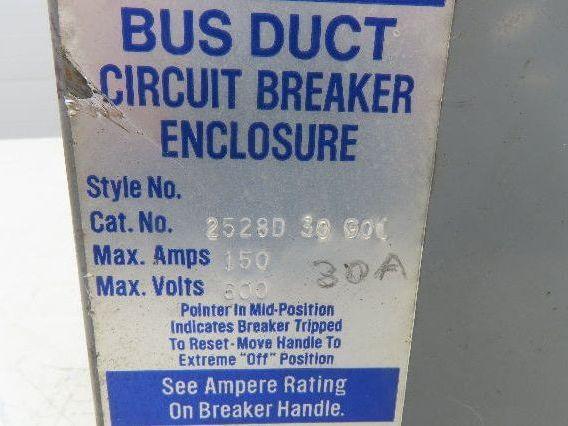 BUS DUCT
CIRCUIT BREAKER
ENCLOSURE
Style No.
Cat. No. 2528D 30
Max. Amps 150
Max. Volts 600
30A
Pointer In Mid-Position
Indicates Breaker Tripped
To Reset-Move Handle To
Extreme "Off" Position
See Ampere Rating
On Breaker Handle.